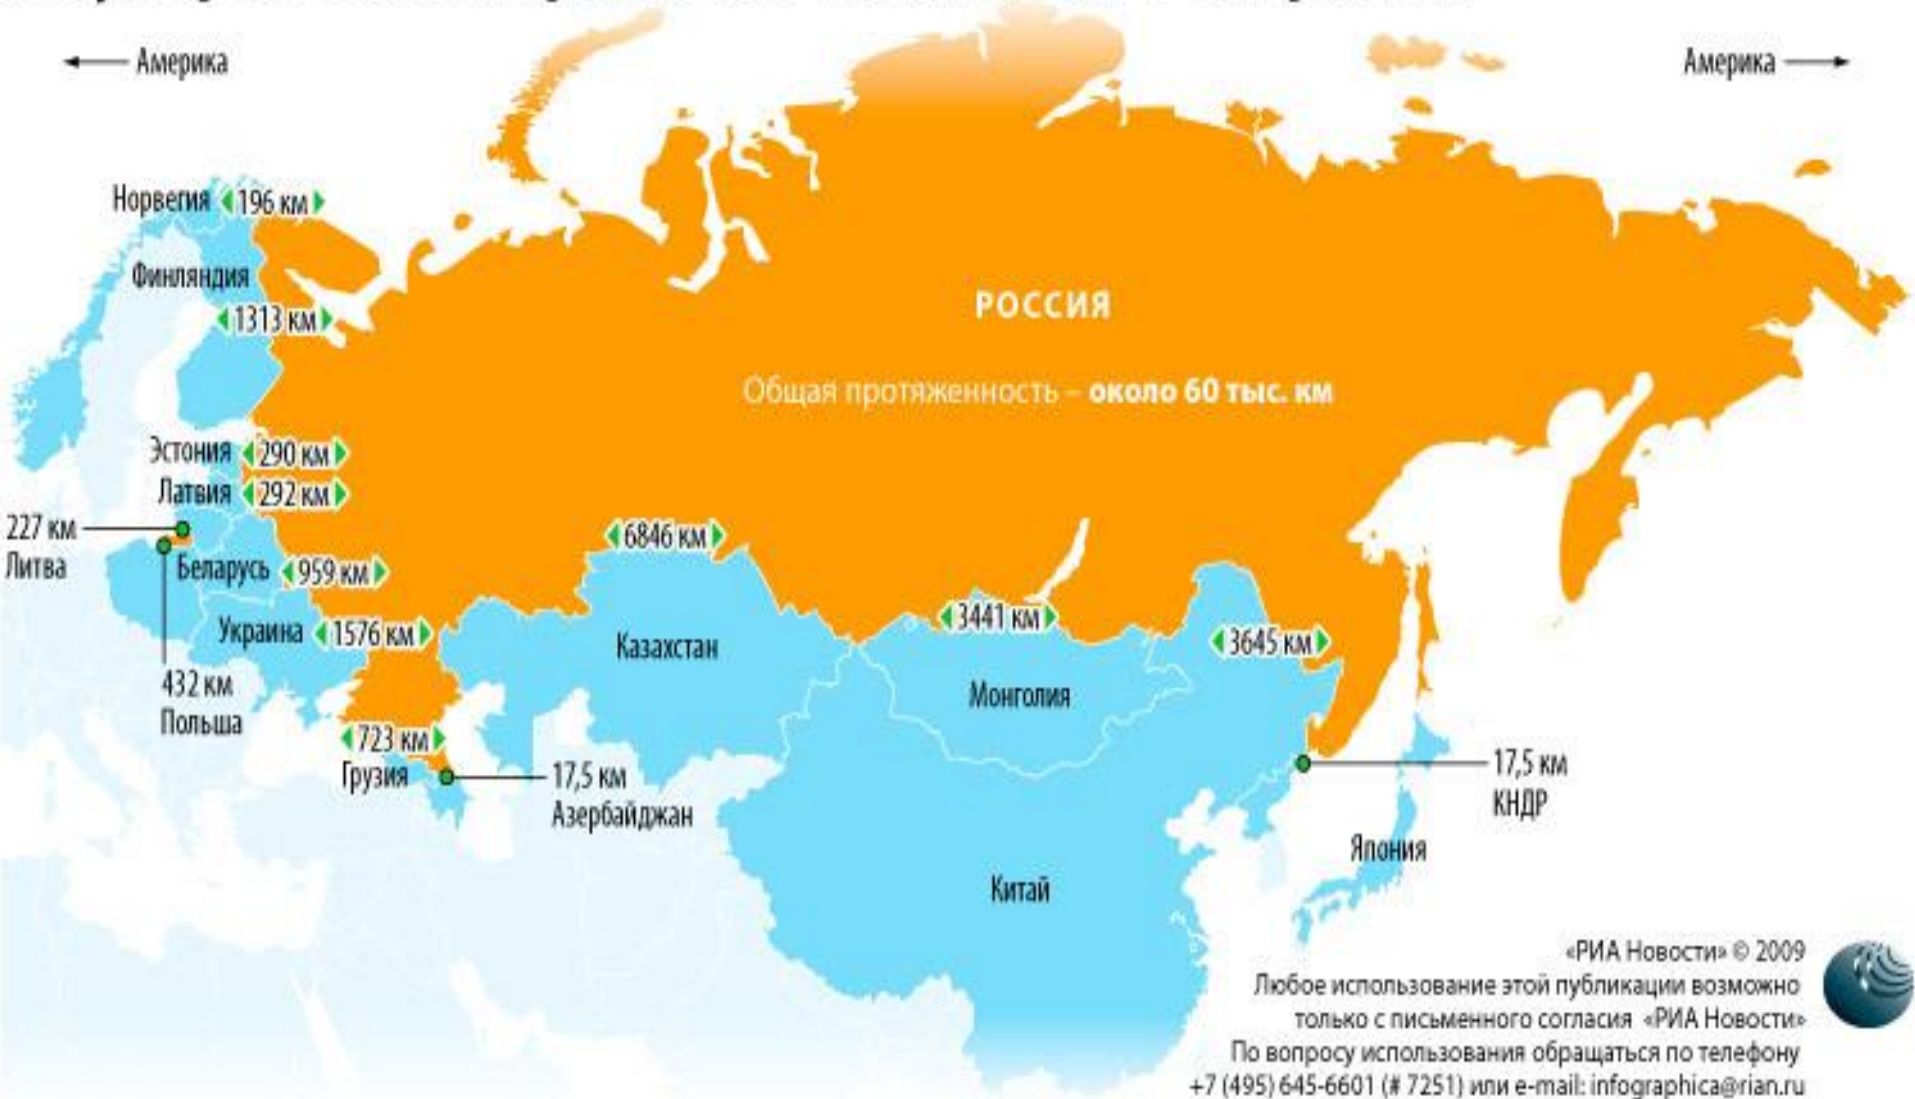 Америка
Америка
Норвегия
196 км
Финляндия
1313 км
РОССИЯ
Общая протяженность – около 60 тыс. км
Эстония
290 км
Латвия
292 км
227 км
Литва
6846 км
Беларусь
959 км
Украина
1576 км
Казахстан
3441 км
3645 км
Монголия
432 км
Польша
723 км
Грузия
17,5 км
Азербайджан
17,5 км
КНДР
Япония
Китай
«РИА Новости» © 2009
Любое использование этой публикации возможно
только с письменного согласия «РИА Новости»
По вопросу использования обращаться по телефону
+7 (495) 645-6601 (# 7251) или e-mail: infographica@rian.ru